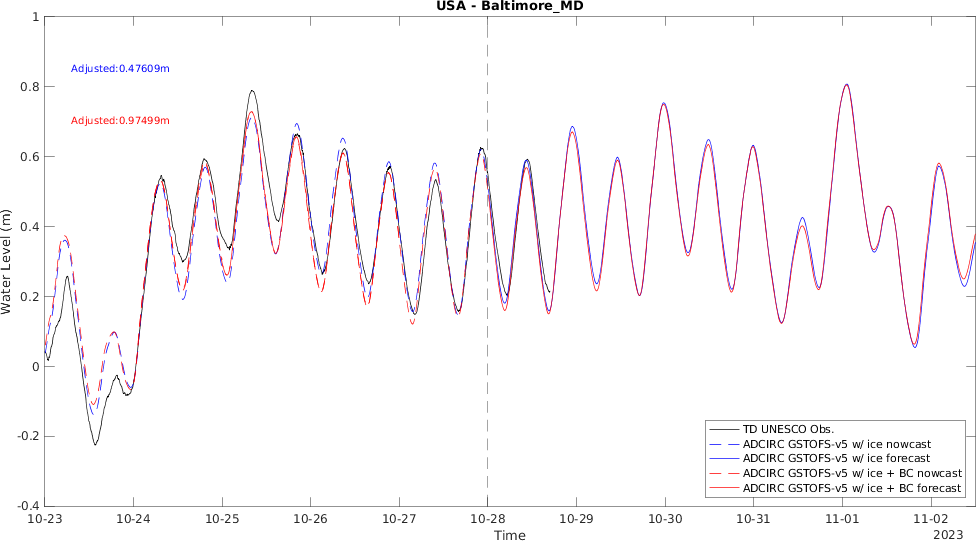 USA - Baltimore_MD
1
0.8
0.6
0.4
0.2
0
-0.2
-0.4
Water Level (m)
Adjusted:0.47609m
Adjusted:0.97499m
TD UNESCO Obs.
ADCIRC GSTOFS-v5 w/ ice nowcast
ADCIRC GSTOFS-v5 w/ ice forecast
ADCIRC GSTOFS-v5 w/ ice + BC nowcast
ADCIRC GSTOFS-v5 w/ ice + BC forecast
10-23 10-24 10-25 10-26 10-27 10-28 10-29 10-30 10-31 11-01 11-02
Time
2023